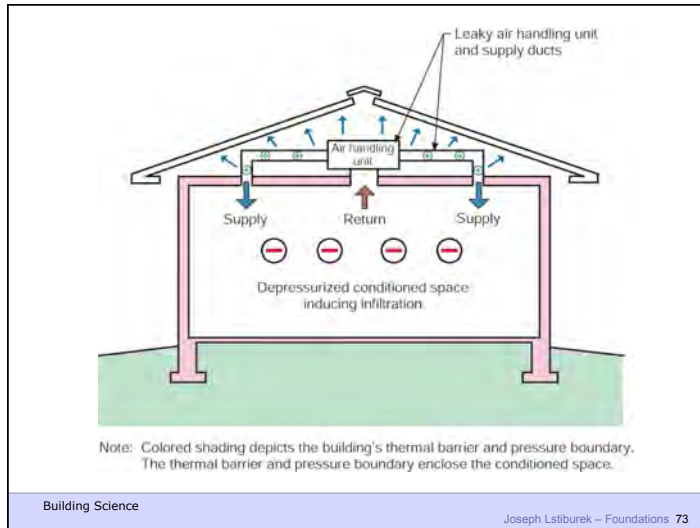 Leaky air handling unit
and supply ducts
Air handling
unit
Supply
Return
Supply
Depressurized conditioned space
inducing infiltration
Note: Colored shading depicts the building's thermal barrier and pressure boundary.
The thermal barrier and pressure boundary enclose the conditioned space.
Building Science
Joseph Lstiburek – Foundations 73